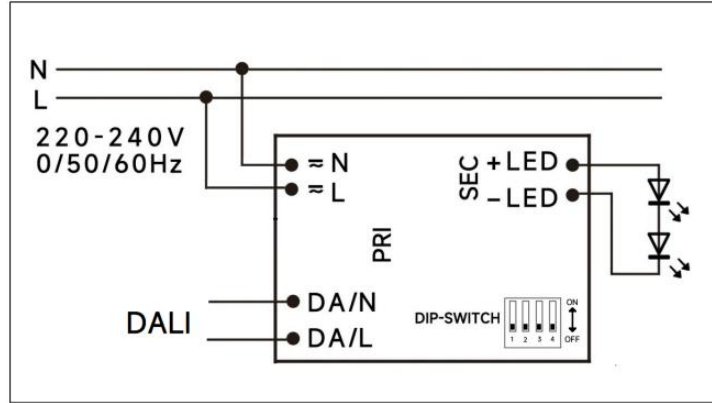 N
L
220-240V
0/50/60Hz
≂ N
≂ L
PRI
SEC
+LED
-LED
DALI
DA/N
DA/L
DIP-SWITCH
ON
OFF
1 2 3 4